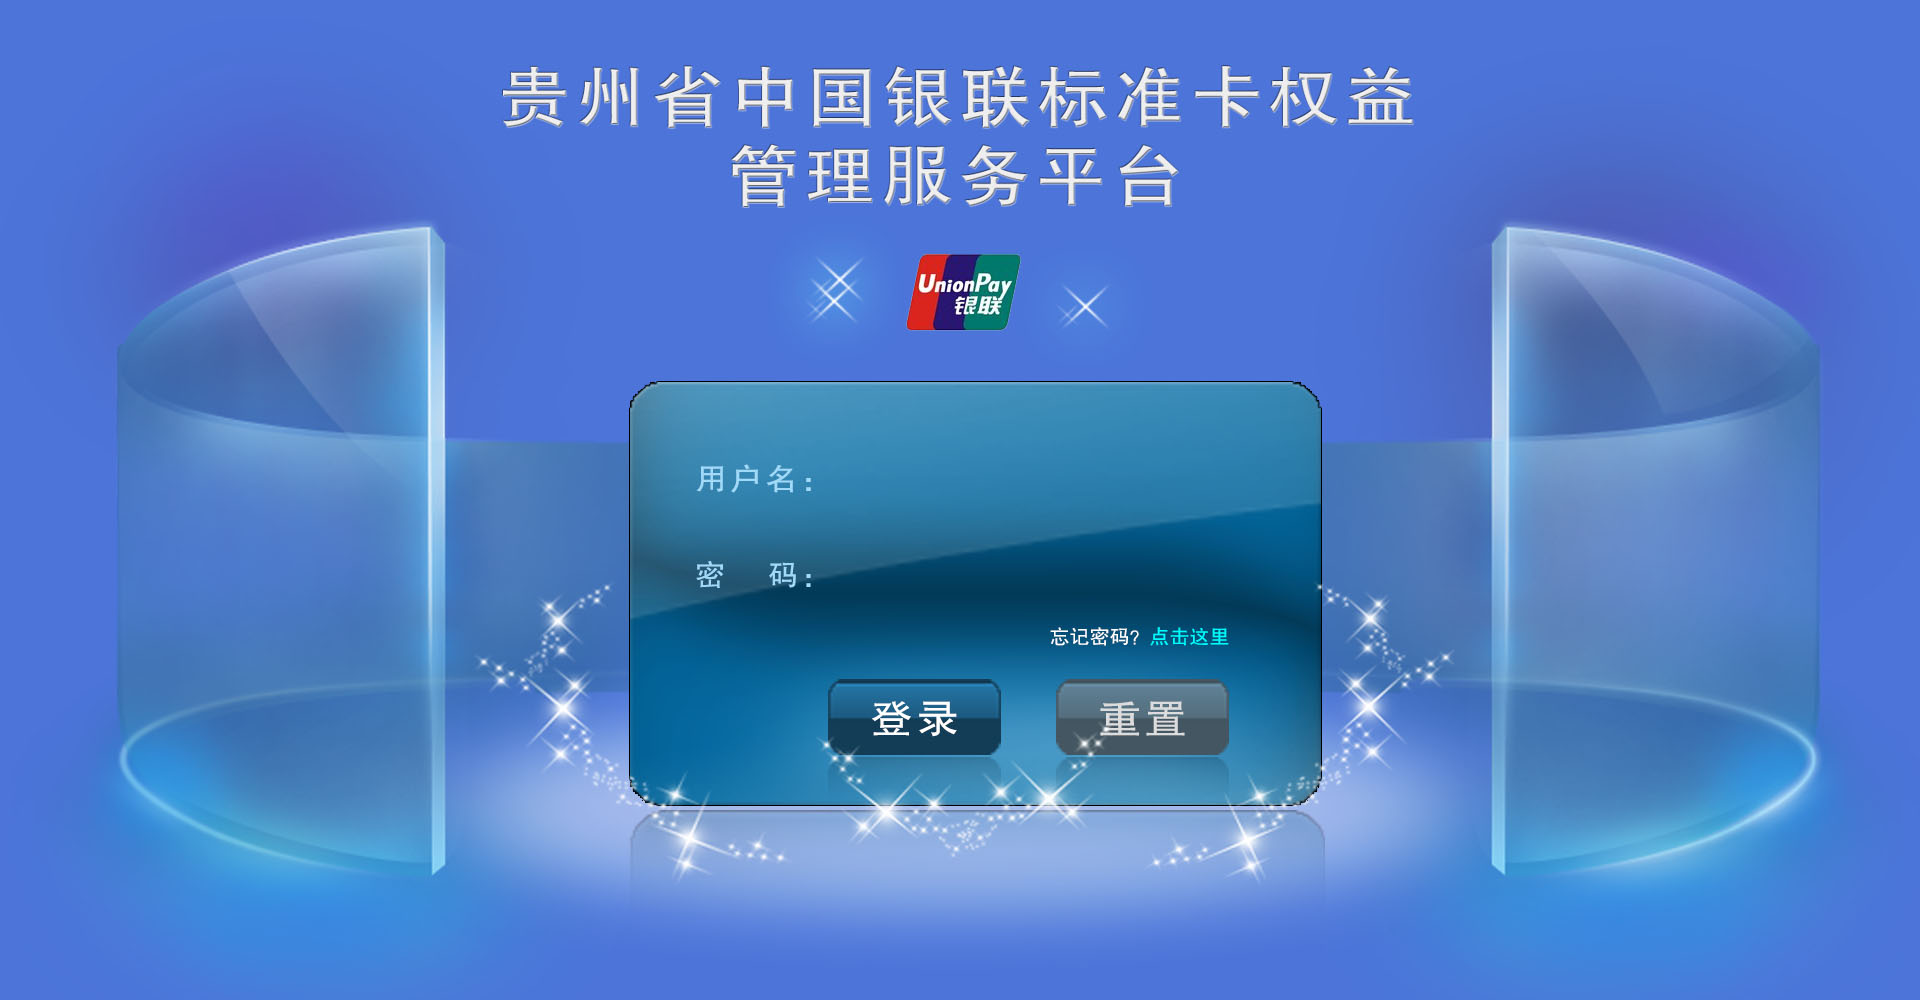 贵州省中国银联标准卡权益
管理服务平台
UnionPay
银联
用户名:
密 码:
忘记密码? 点击这里
登录 重置